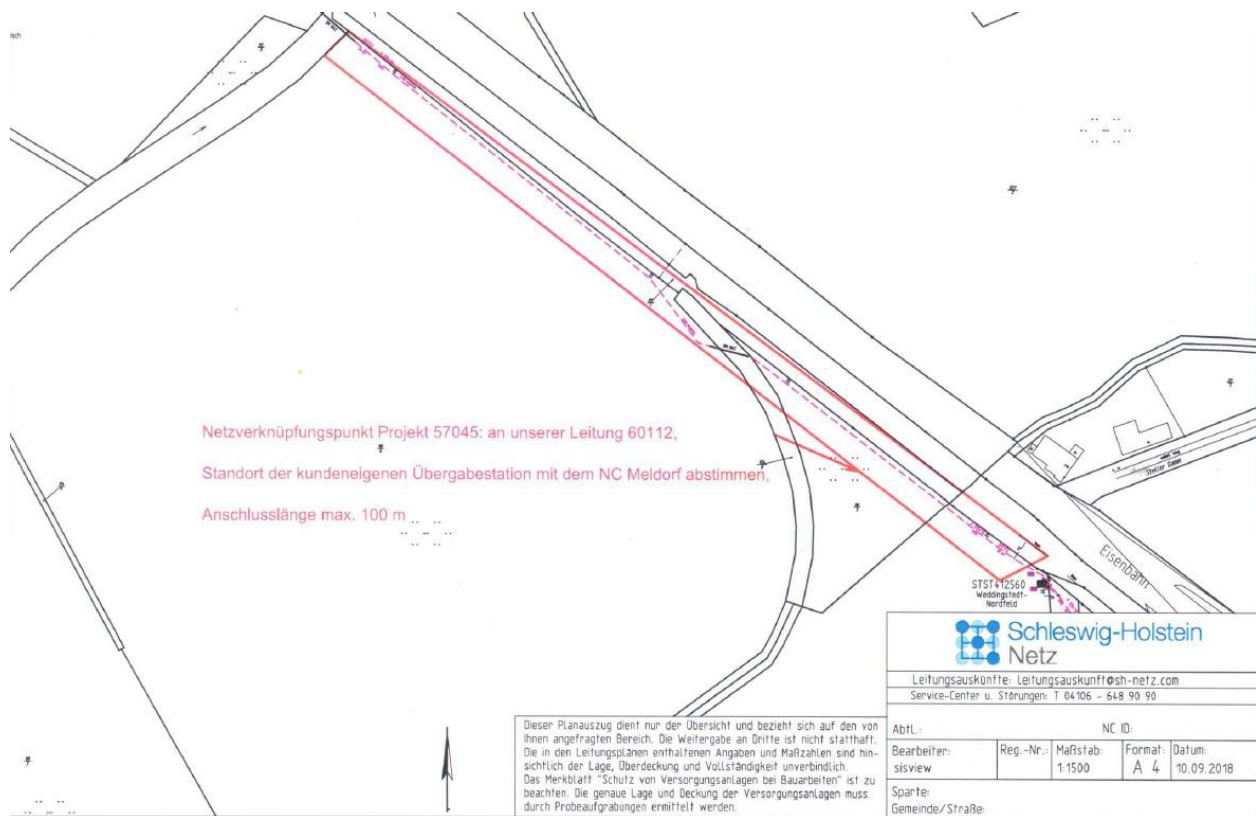 Netzverknüpfungspunkt Projekt 57045: an unserer Leitung 60112,
Standort der kundeneigenen Übergabestation mit dem NC Meldorf abstimmen,
Anschlusslänge max. 100 m
Steller Damm
Eisenbahn
STST412560
Weddingstedt-
Nordfeld
Schleswig-Holstein
Netz
Leitungsauskünfte: leitungsauskunft@sh-netz.com
Service-Center u. Störungen: T 04106 - 648 90 90
Abtl.: NC ID:
Bearbeiter: Reg.-Nr.: Maßstab: Format: Datum:
sisview 1:1500 A 4 10.09.2018
Sparte:
Gemeinde/Straße:
Dieser Planauszug dient nur der Übersicht und bezieht sich auf den von
Ihnen angefragten Bereich. Die Weitergabe an Dritte ist nicht statthaft.
Die in den Leitungsplänen enthaltenen Angaben und Maßzahlen sind hin-
sichtlich der Lage, Überdeckung und Vollständigkeit unverbindlich.
Das Merkblatt "Schutz von Versorgungsanlagen bei Bauarbeiten" ist zu
beachten. Die genaue Lage und Deckung der Versorgungsanlagen muss
durch Probeaufgrabungen ermittelt werden.